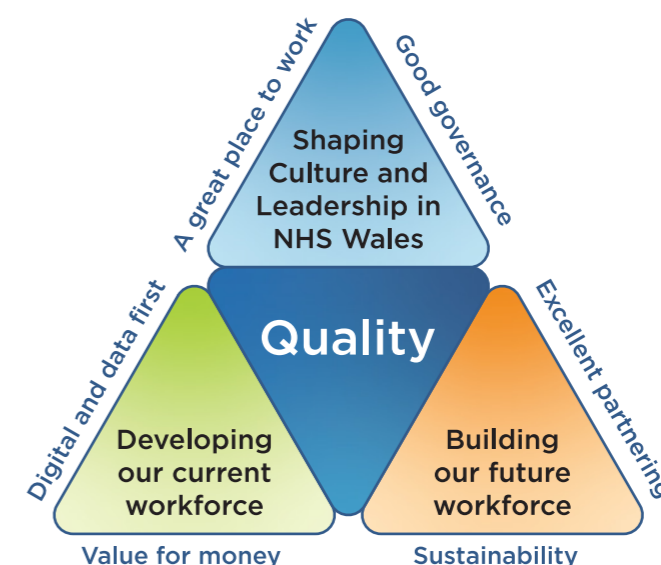 A great place to work
Good governance
Shaping
Culture and
Leadership in
NHS Wales
Digital and data first
Quality
Excellent partnering
Developing
our current
workforce
Building
our future
workforce
Value for money
Sustainability